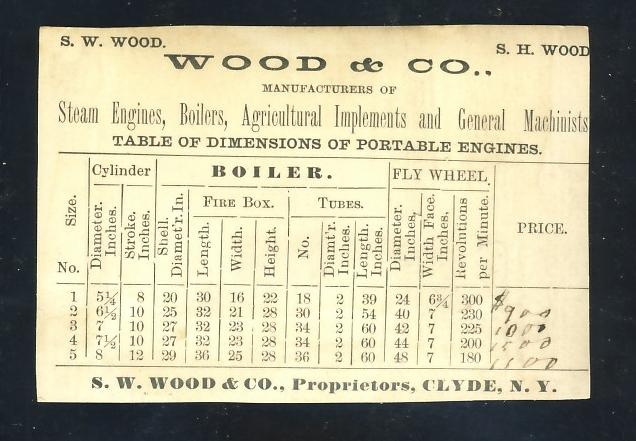 S. W. WOOD. S. H. WOOD
WOOD & CO.,
MANUFACTURERS OF
Steam Engines, Boilers, Agricultural Implements and General Machinists
TABLE OF DIMENSIONS OF PORTABLE ENGINES.
Size. No. Cylinder BOILER. FLY WHEEL. PRICE.
Diameter. Inches. Stroke. Inches. Shell. Diamet'r. In. FIRE BOX. TUBES. Diameter. Inches. Width Face. Inches. Revolutions per Minute.
Length. Width. Height. No. Diamt'r. Inches. Length. Inches.
1 5¼ 8 20 30 16 22 18 2 39 24 6¾ 300
2 6½ 10 25 32 21 28 30 2 54 40 7 230 $900
3 7 10 27 32 23 28 34 2 60 42 7 225 1000
4 7½ 10 27 32 23 28 34 2 60 44 7 200 1500
5 8 12 29 36 25 28 36 2 60 48 7 180
S. W. WOOD & CO., Proprietors, CLYDE, N. Y.